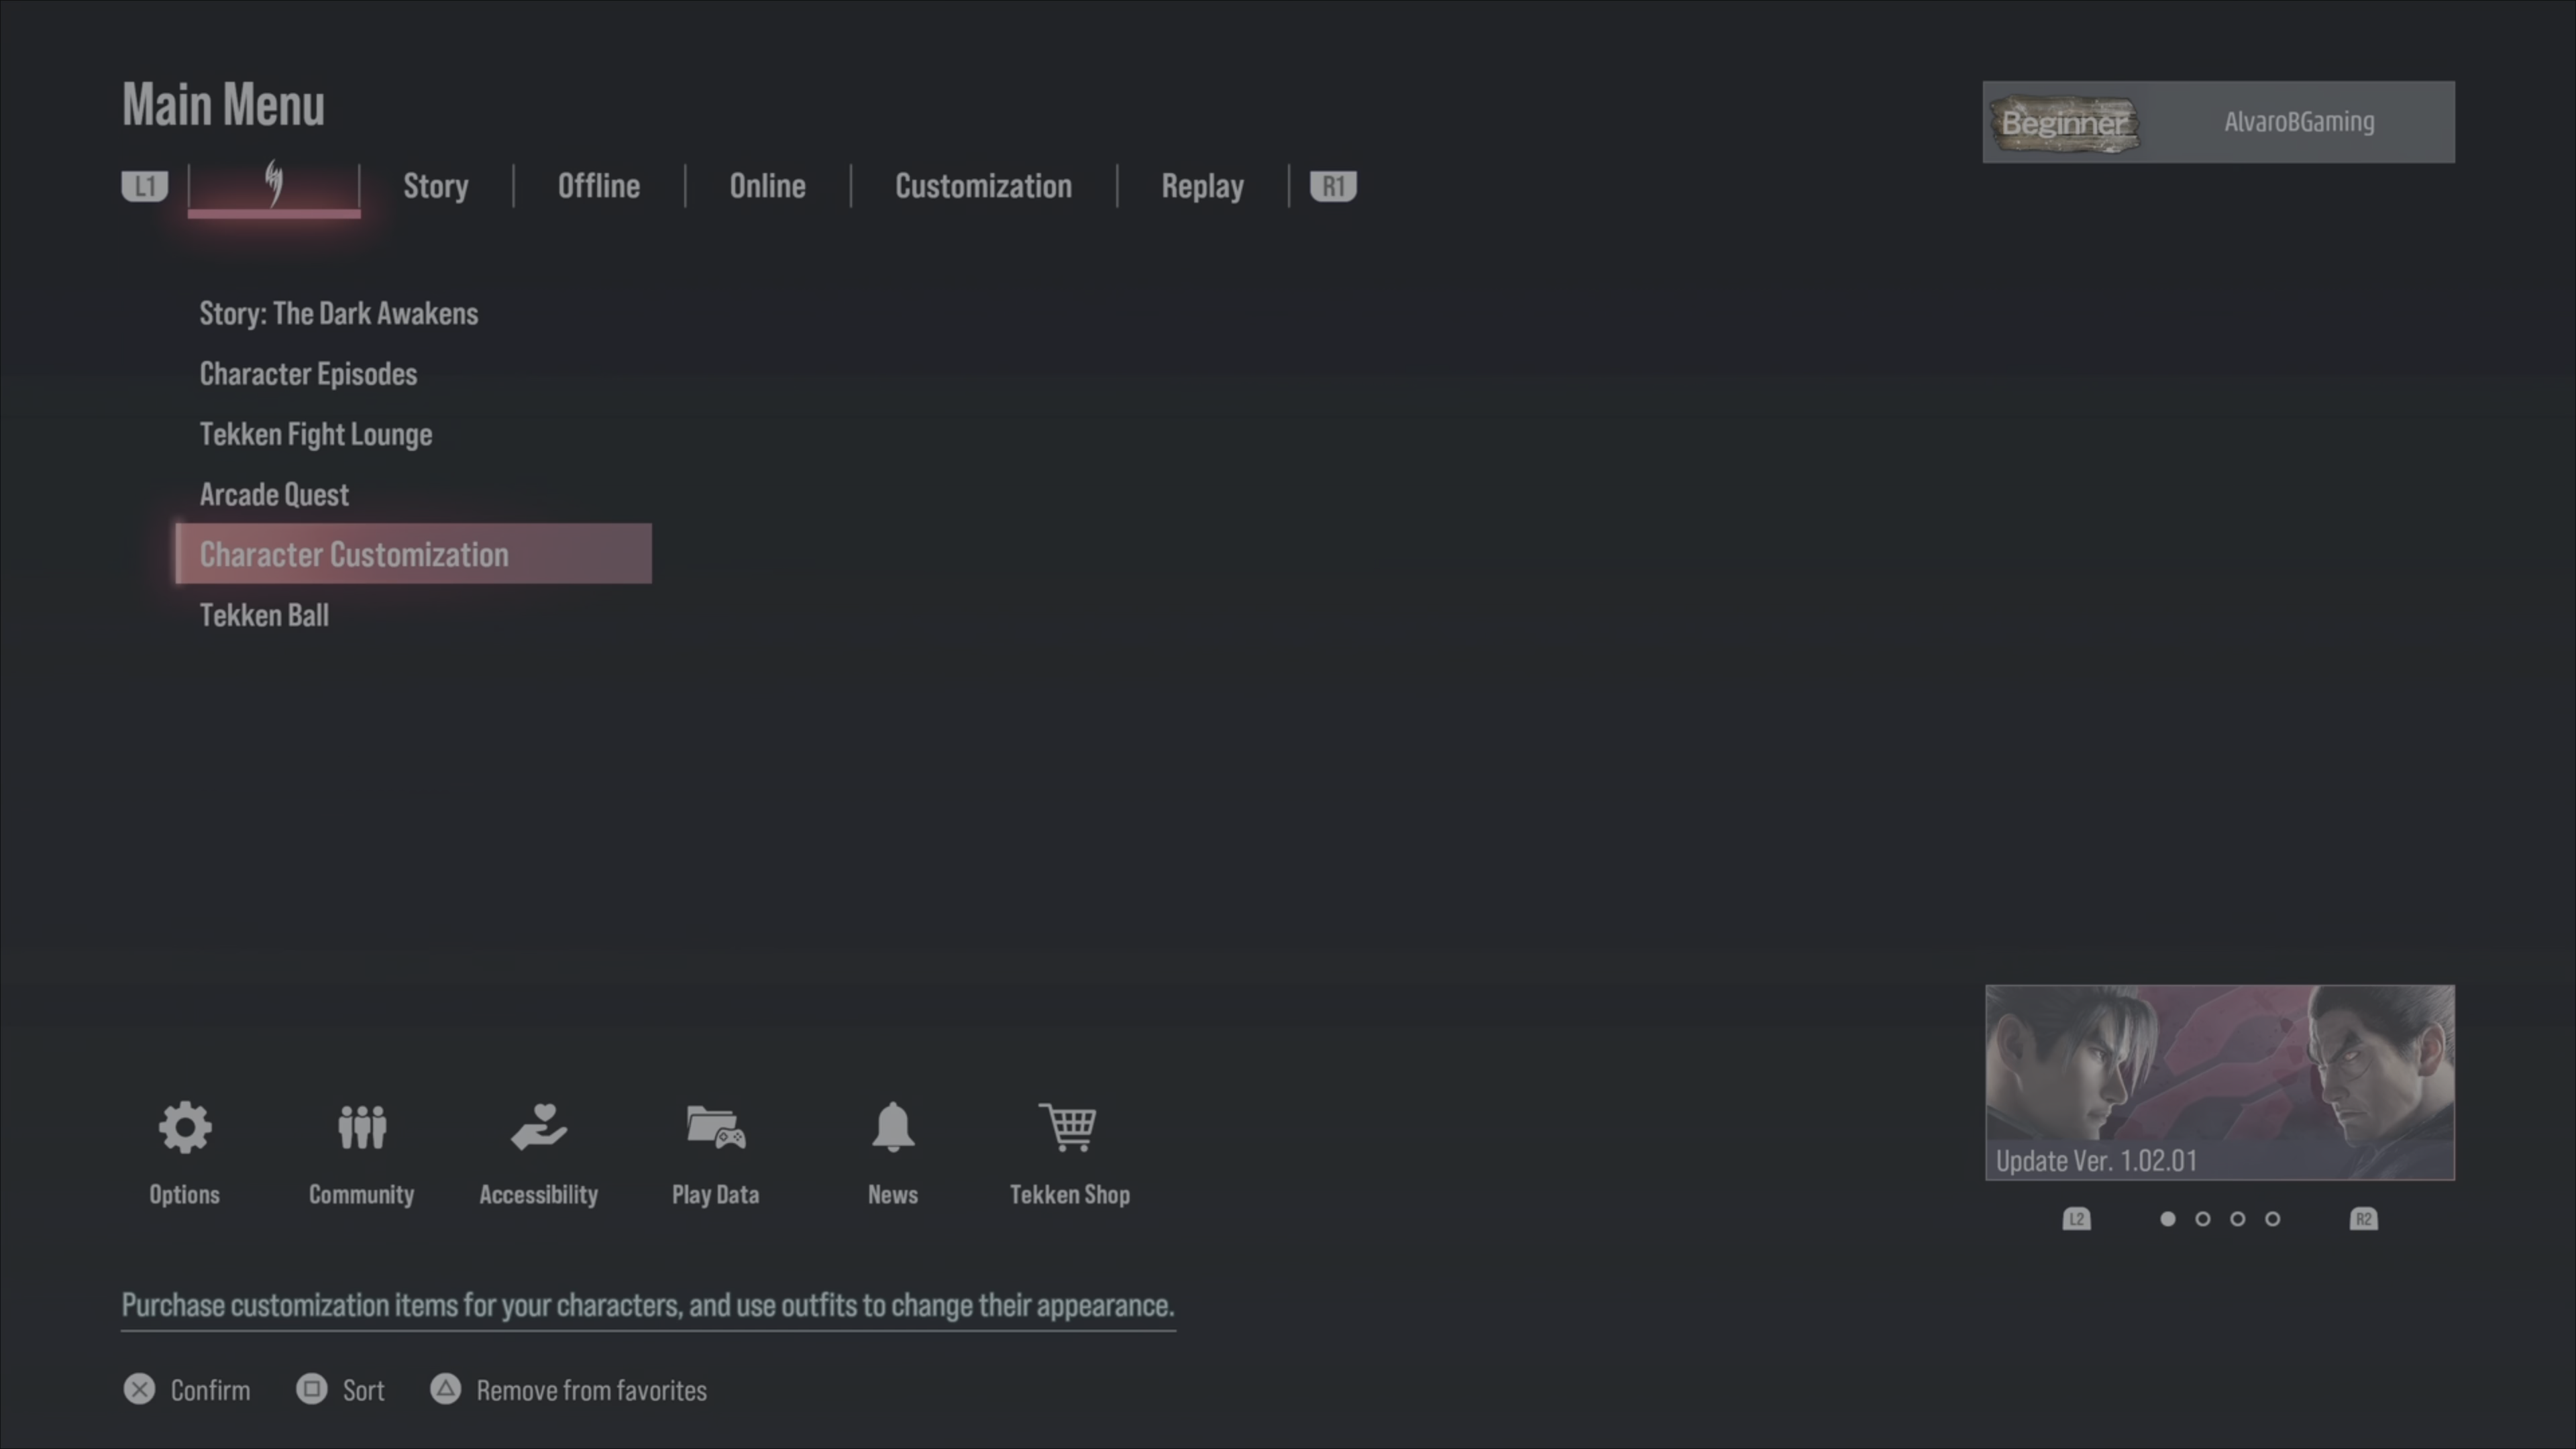 Main Menu
Beginner AlvaroBGaming
L1 Story Offline Online Customization Replay R1
Story: The Dark Awakens
Character Episodes
Tekken Fight Lounge
Arcade Quest
Character Customization
Tekken Ball
Update Ver. 1.02.01
Options Community Accessibility Play Data News Tekken Shop
L2 R2
Purchase customization items for your characters, and use outfits to change their appearance.
Confirm Sort Remove from favorites